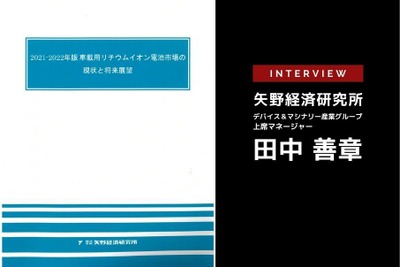 2021-2022年版 車載用リチウムイオン電池市場の
現状と将来展望
矢野経済研究所
INTERVIEW
矢野経済研究所
デバイス&マシナリー産業グループ
上席マネージャー
田中 善章